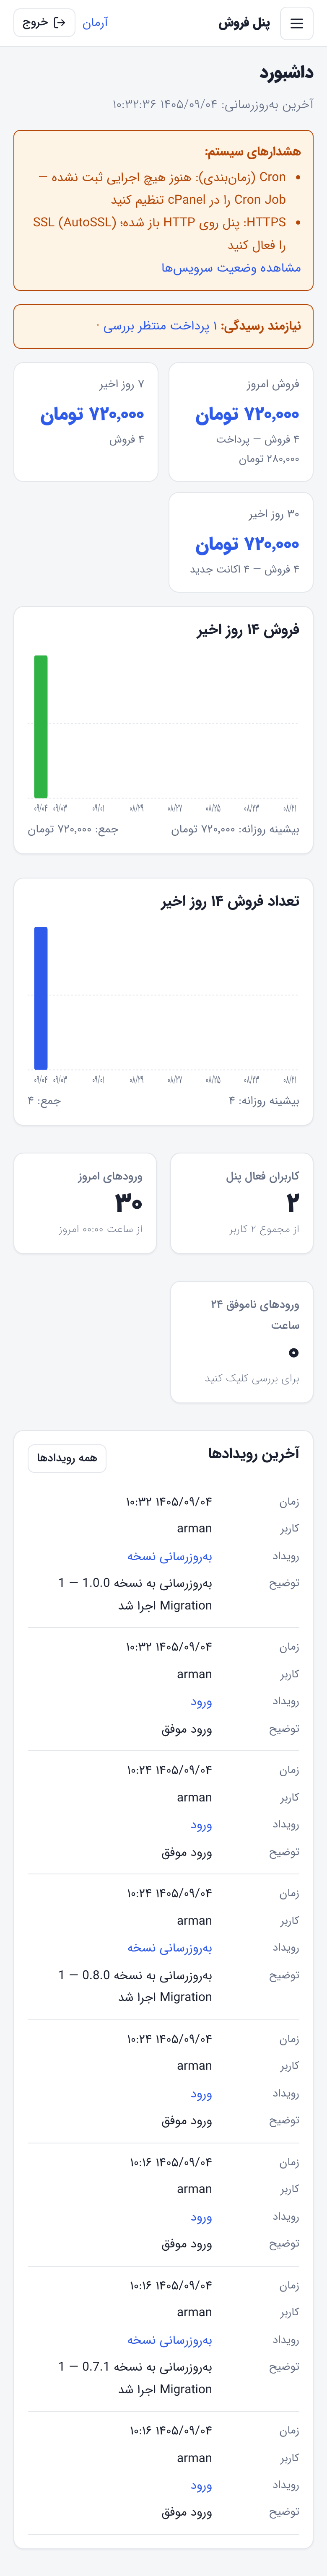 پنل فروش
آرمان
خروج
داشبورد
آخرین به‌روزرسانی: ۱۴۰۵/۰۹/۰۴ ۱۰:۳۲:۳۶
هشدارهای سیستم:
Cron (زمان‌بندی): هنوز هیچ اجرایی ثبت نشده —
Cron Job را در cPanel تنظیم کنید
HTTPS: پنل روی HTTP باز شده؛ SSL (AutoSSL)
را فعال کنید
مشاهده وضعیت سرویس‌ها
نیازمند رسیدگی: ۱ پرداخت منتظر بررسی ·
فروش امروز
۷۲۰,۰۰۰ تومان
۴ فروش — پرداخت
۲۸۰,۰۰۰ تومان
۷ روز اخیر
۷۲۰,۰۰۰ تومان
۴ فروش
۳۰ روز اخیر
۷۲۰,۰۰۰ تومان
۴ فروش — ۴ اکانت جدید
فروش ۱۴ روز اخیر
۰۸/۲۱ ۰۸/۲۳ ۰۸/۲۵ ۰۸/۲۷ ۰۸/۲۹ ۰۹/۰۱ ۰۹/۰۳ ۰۹/۰۴
بیشینه روزانه: ۷۲۰,۰۰۰ تومان
جمع: ۷۲۰,۰۰۰ تومان
تعداد فروش ۱۴ روز اخیر
۰۸/۲۱ ۰۸/۲۳ ۰۸/۲۵ ۰۸/۲۷ ۰۸/۲۹ ۰۹/۰۱ ۰۹/۰۳ ۰۹/۰۴
بیشینه روزانه: ۴
جمع: ۴
کاربران فعال پنل
۲
از مجموع ۲ کاربر
ورودهای امروز
۳۰
از ساعت ۰۰:۰۰ امروز
ورودهای ناموفق ۲۴
ساعت
۰
برای بررسی کلیک کنید
آخرین رویدادها
همه رویدادها
زمان ۱۴۰۵/۰۹/۰۴ ۱۰:۳۲
کاربر arman
رویداد به‌روزرسانی نسخه
توضیح به‌روزرسانی به نسخه 1.0.0 — 1
Migration اجرا شد
زمان ۱۴۰۵/۰۹/۰۴ ۱۰:۳۲
کاربر arman
رویداد ورود
توضیح ورود موفق
زمان ۱۴۰۵/۰۹/۰۴ ۱۰:۲۴
کاربر arman
رویداد ورود
توضیح ورود موفق
زمان ۱۴۰۵/۰۹/۰۴ ۱۰:۲۴
کاربر arman
رویداد به‌روزرسانی نسخه
توضیح به‌روزرسانی به نسخه 0.8.0 — 1
Migration اجرا شد
زمان ۱۴۰۵/۰۹/۰۴ ۱۰:۲۴
کاربر arman
رویداد ورود
توضیح ورود موفق
زمان ۱۴۰۵/۰۹/۰۴ ۱۰:۱۶
کاربر arman
رویداد ورود
توضیح ورود موفق
زمان ۱۴۰۵/۰۹/۰۴ ۱۰:۱۶
کاربر arman
رویداد به‌روزرسانی نسخه
توضیح به‌روزرسانی به نسخه 0.7.1 — 1
Migration اجرا شد
زمان ۱۴۰۵/۰۹/۰۴ ۱۰:۱۶
کاربر arman
رویداد ورود
توضیح ورود موفق